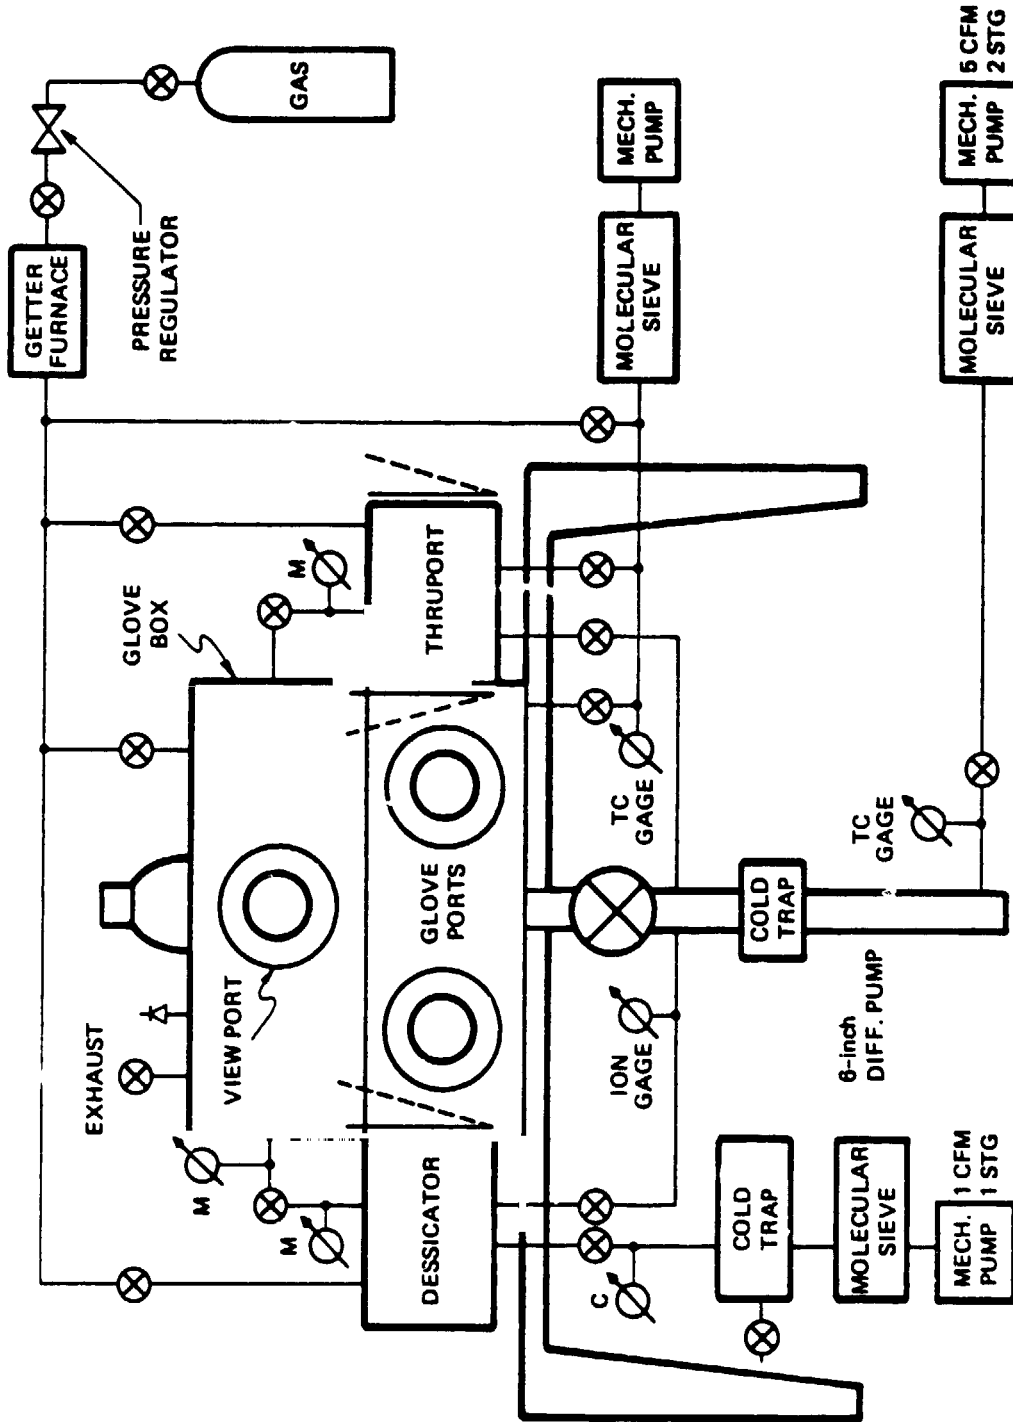 EXHAUST
GLOVE
BOX
GETTER
FURNACE
PRESSURE
REGULATOR
GAS
M
M
VIEW PORT
M
DESSICATOR
GLOVE
PORTS
THRUPORT
C
ION
GAGE
TC
GAGE
MOLECULAR
SIEVE
MECH.
PUMP
COLD
TRAP
COLD
TRAP
MOLECULAR
SIEVE
6-inch
DIFF. PUMP
TC
GAGE
MECH.
PUMP
1 CFM
1 STG
MOLECULAR
SIEVE
MECH.
PUMP
5 CFM
2 STG